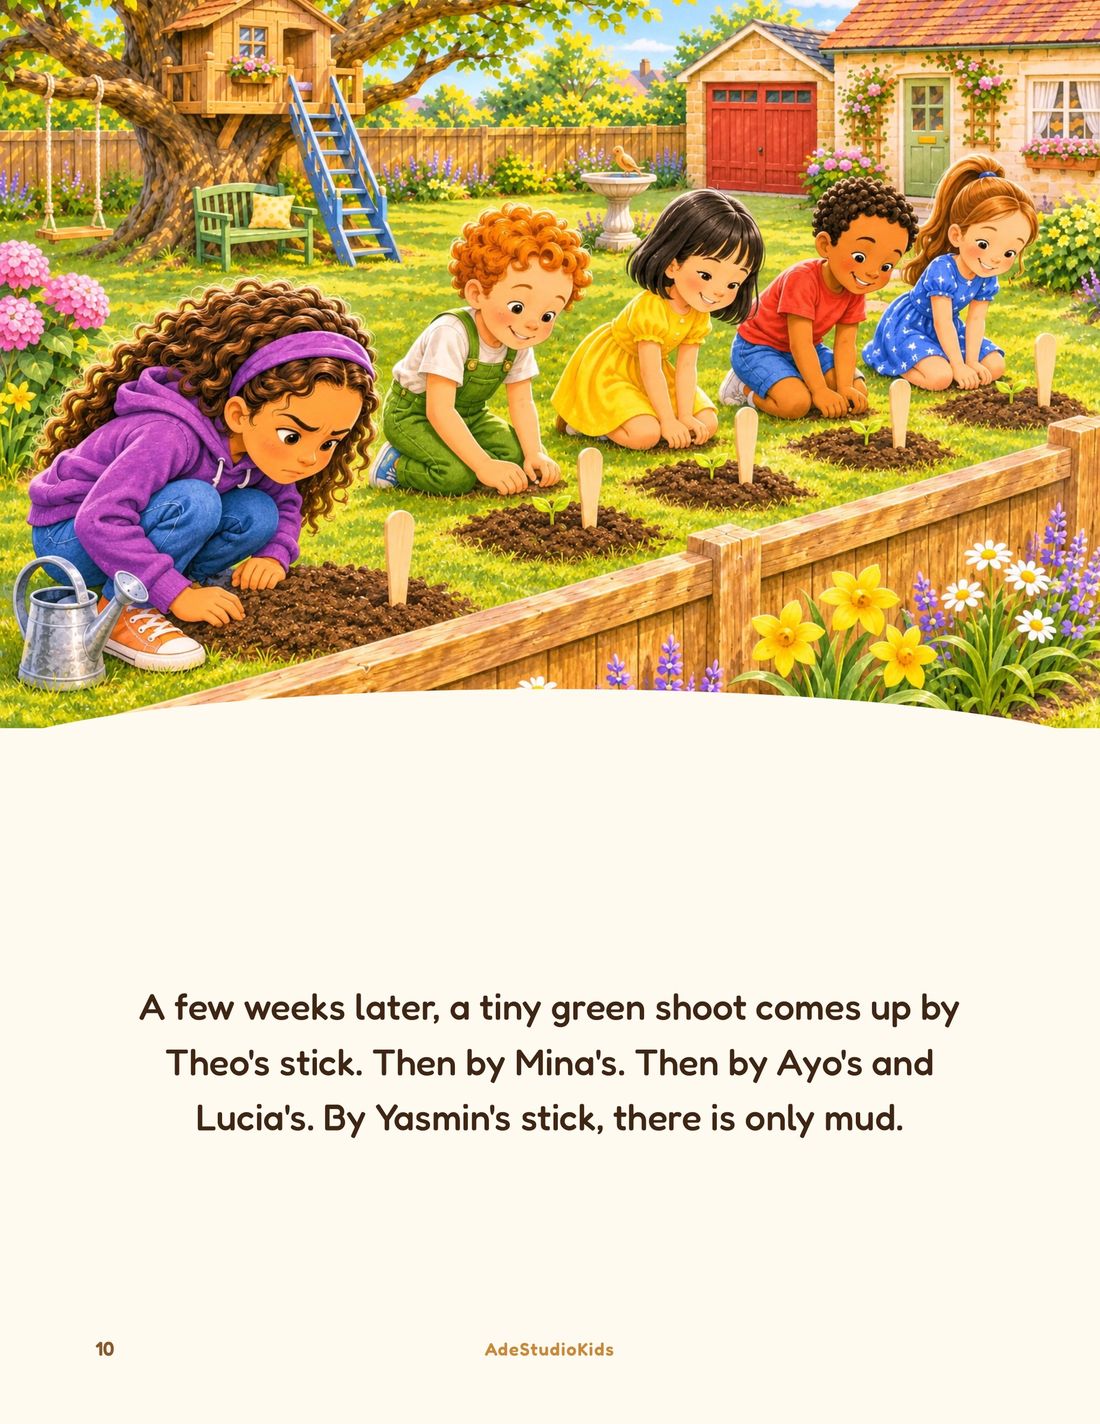 A few weeks later, a tiny green shoot comes up by
Theo's stick. Then by Mina's. Then by Ayo's and
Lucia's. By Yasmin's stick, there is only mud.
10
AdeStudioKids